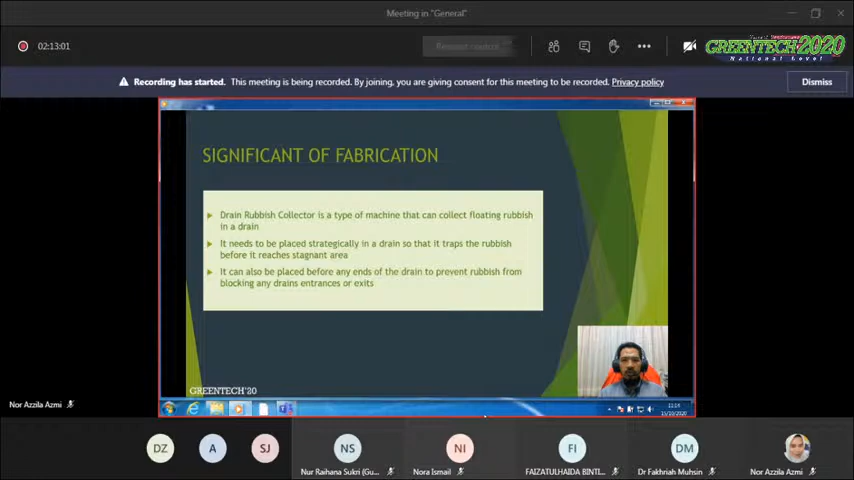 Meeting in "General"
02:13:01
GREENTECH2020
National Level
Recording has started. This meeting is being recorded. By joining, you are giving consent for this meeting to be recorded. Privacy policy
Dismiss
SIGNIFICANT OF FABRICATION
Drain Rubbish Collector is a type of machine that can collect floating rubbish
in a drain
It needs to be placed strategically in a drain so that it traps the rubbish
before it reaches stagnant area
It can also be placed before any ends of the drain to prevent rubbish from
blocking any drains entrances or exits
GREENTECH'20
Nor Azzila Azmi
15/10/2020
DZ
A
SJ
NS
NI
FI
DM
Nur Raihana Sukri (Gu...
Nora Ismail
FAIZATULHAIDA BINTI...
Dr Fakhriah Muhsin
Nor Azzila Azmi